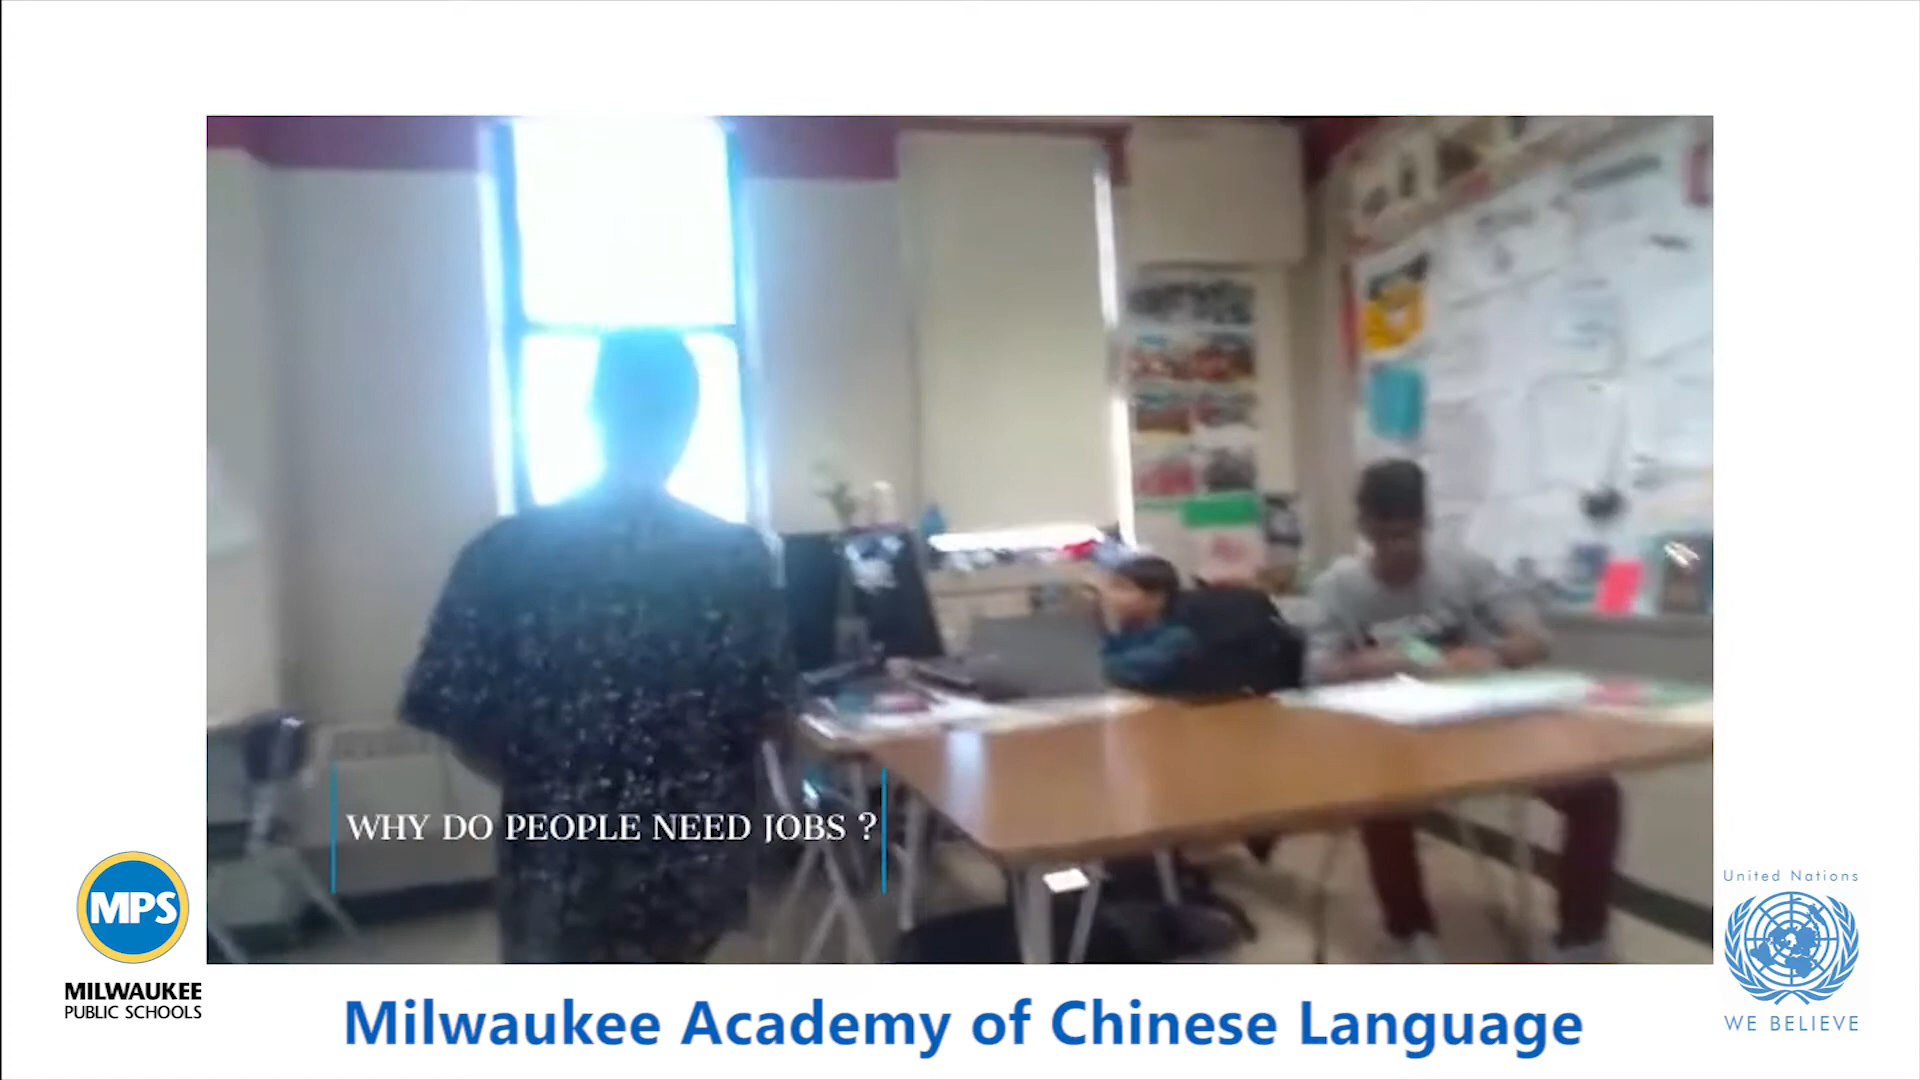 WHY DO PEOPLE NEED JOBS ?
MPS
MILWAUKEE
PUBLIC SCHOOLS
Milwaukee Academy of Chinese Language
United Nations
WE BELIEVE